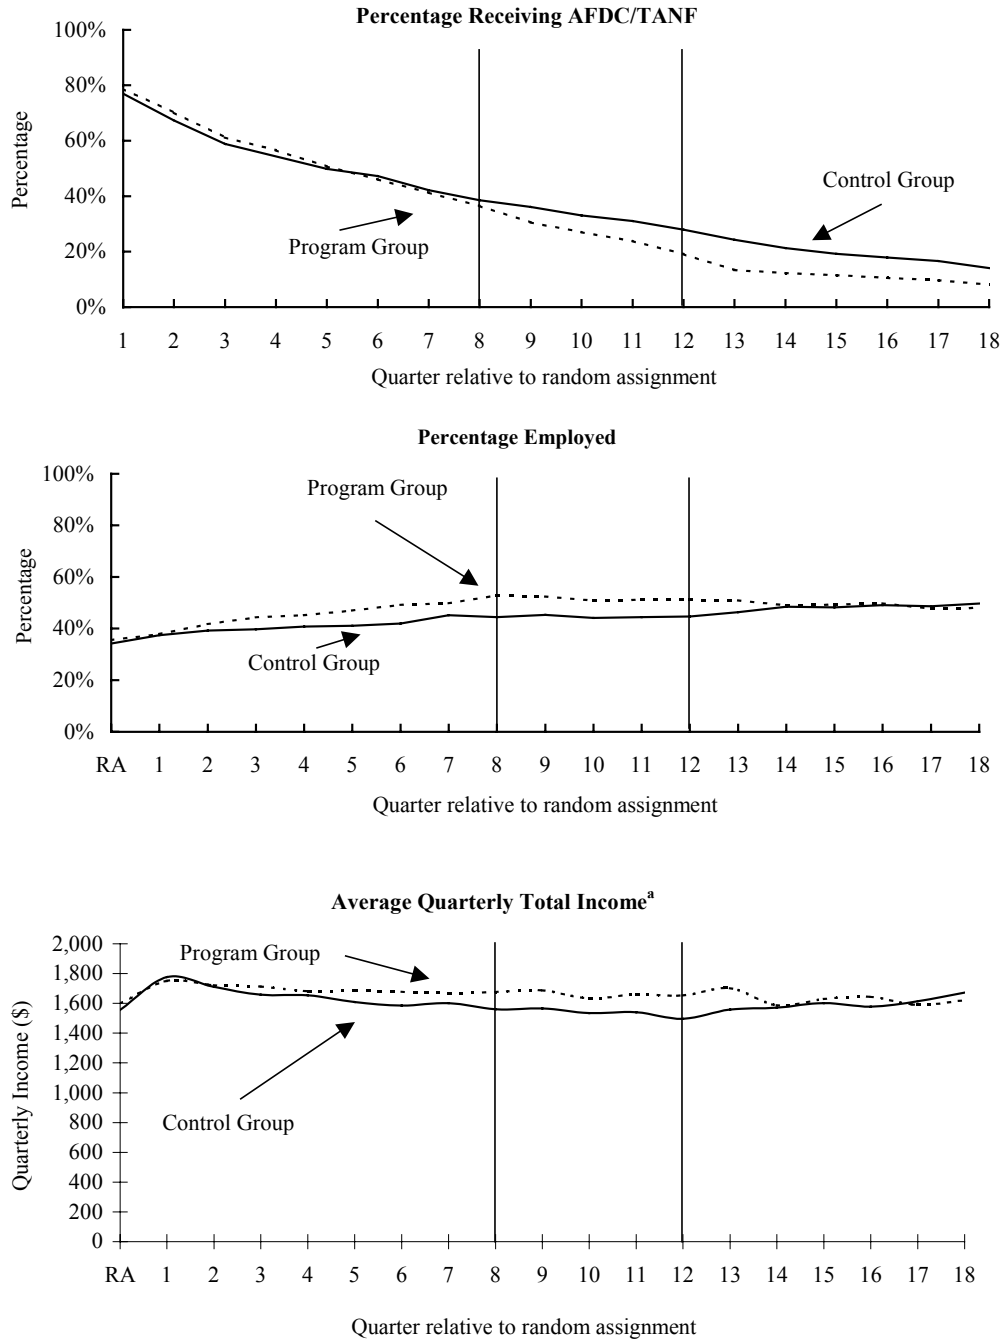 Percentage Receiving AFDC/TANF
100%
80%
60%
40%
20%
0%
Percentage
Control Group
Program Group
1 2 3 4 5 6 7 8 9 10 11 12 13 14 15 16 17 18
Quarter relative to random assignment
Percentage Employed
100%
80%
60%
40%
20%
0%
Percentage
Program Group
Control Group
RA 1 2 3 4 5 6 7 8 9 10 11 12 13 14 15 16 17 18
Quarter relative to random assignment
Average Quarterly Total Incomeᵃ
2,000
1,800
1,600
1,400
1,200
1,000
800
600
400
200
0
Quarterly Income ($)
Program Group
Control Group
RA 1 2 3 4 5 6 7 8 9 10 11 12 13 14 15 16 17 18
Quarter relative to random assignment